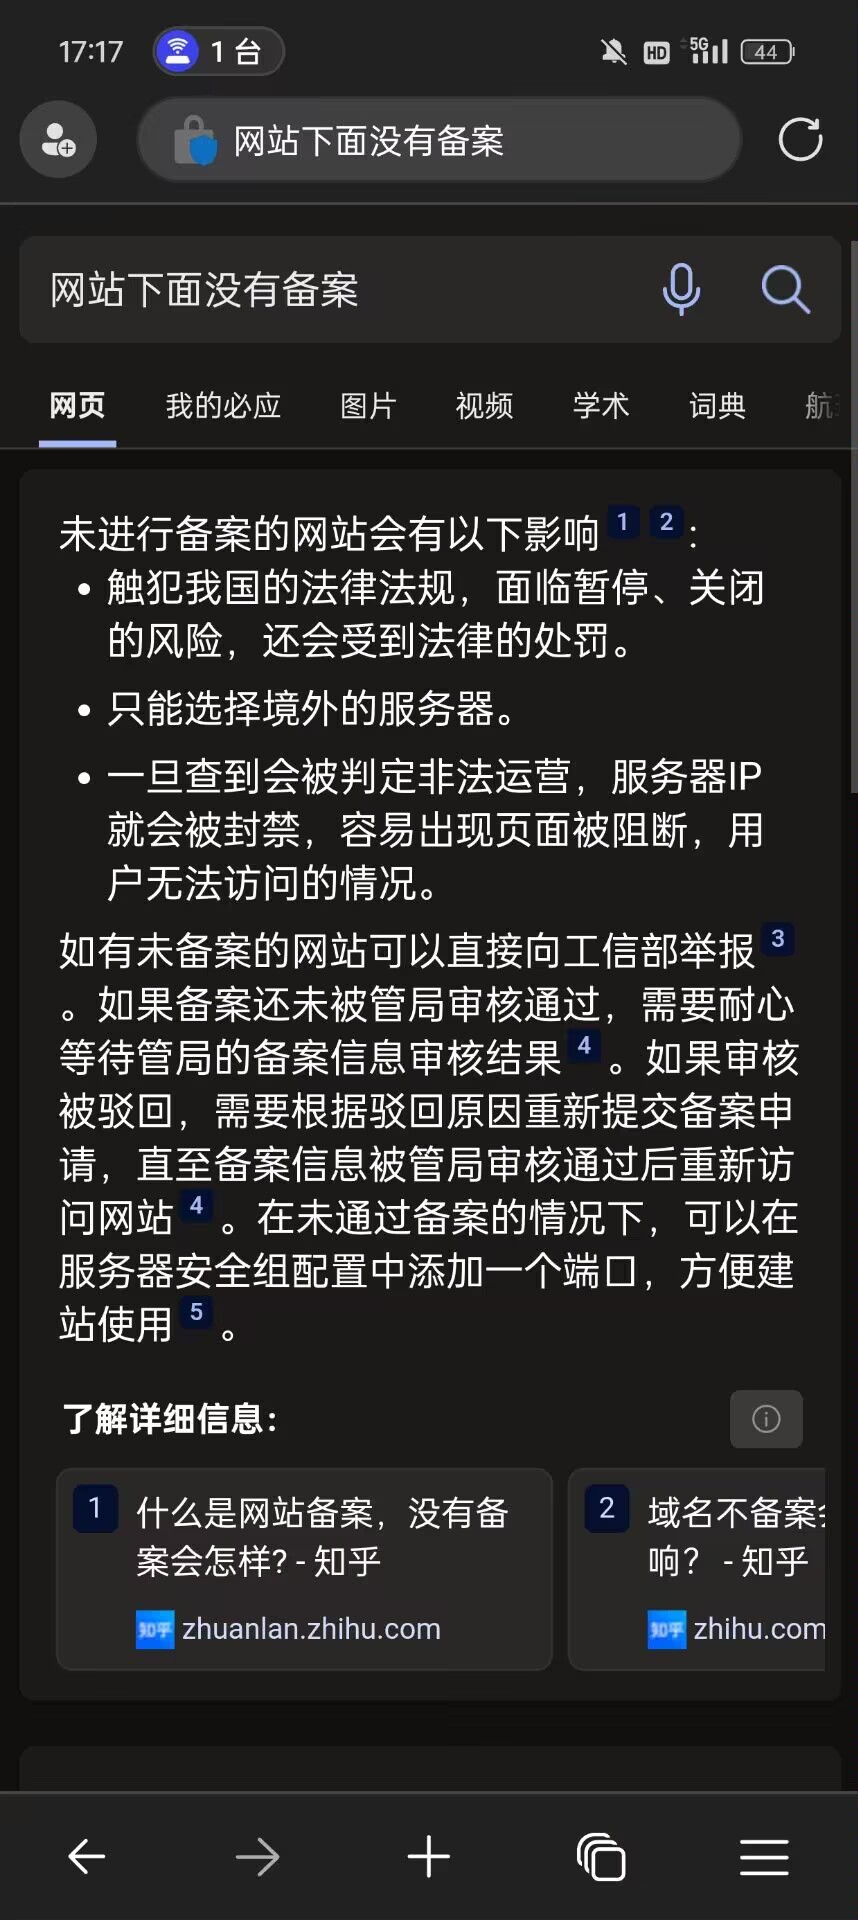 17:17
1 台
HD 5G 44
网站下面没有备案
网站下面没有备案
网页 我的必应 图片 视频 学术 词典 航
未进行备案的网站会有以下影响 1 2 :
• 触犯我国的法律法规，面临暂停、关闭
的风险，还会受到法律的处罚。
• 只能选择境外的服务器。
• 一旦查到会被判定非法运营，服务器IP
就会被封禁，容易出现页面被阻断，用
户无法访问的情况。
如有未备案的网站可以直接向工信部举报 3
。如果备案还未被管局审核通过，需要耐心
等待管局的备案信息审核结果 4 。如果审核
被驳回，需要根据驳回原因重新提交备案申
请，直至备案信息被管局审核通过后重新访
问网站 4 。在未通过备案的情况下，可以在
服务器安全组配置中添加一个端口，方便建
站使用 5 。
了解详细信息：
1 什么是网站备案，没有备
案会怎样? - 知乎
知乎 zhuanlan.zhihu.com
2 域名不备案
响？ - 知乎
知乎 zhihu.com